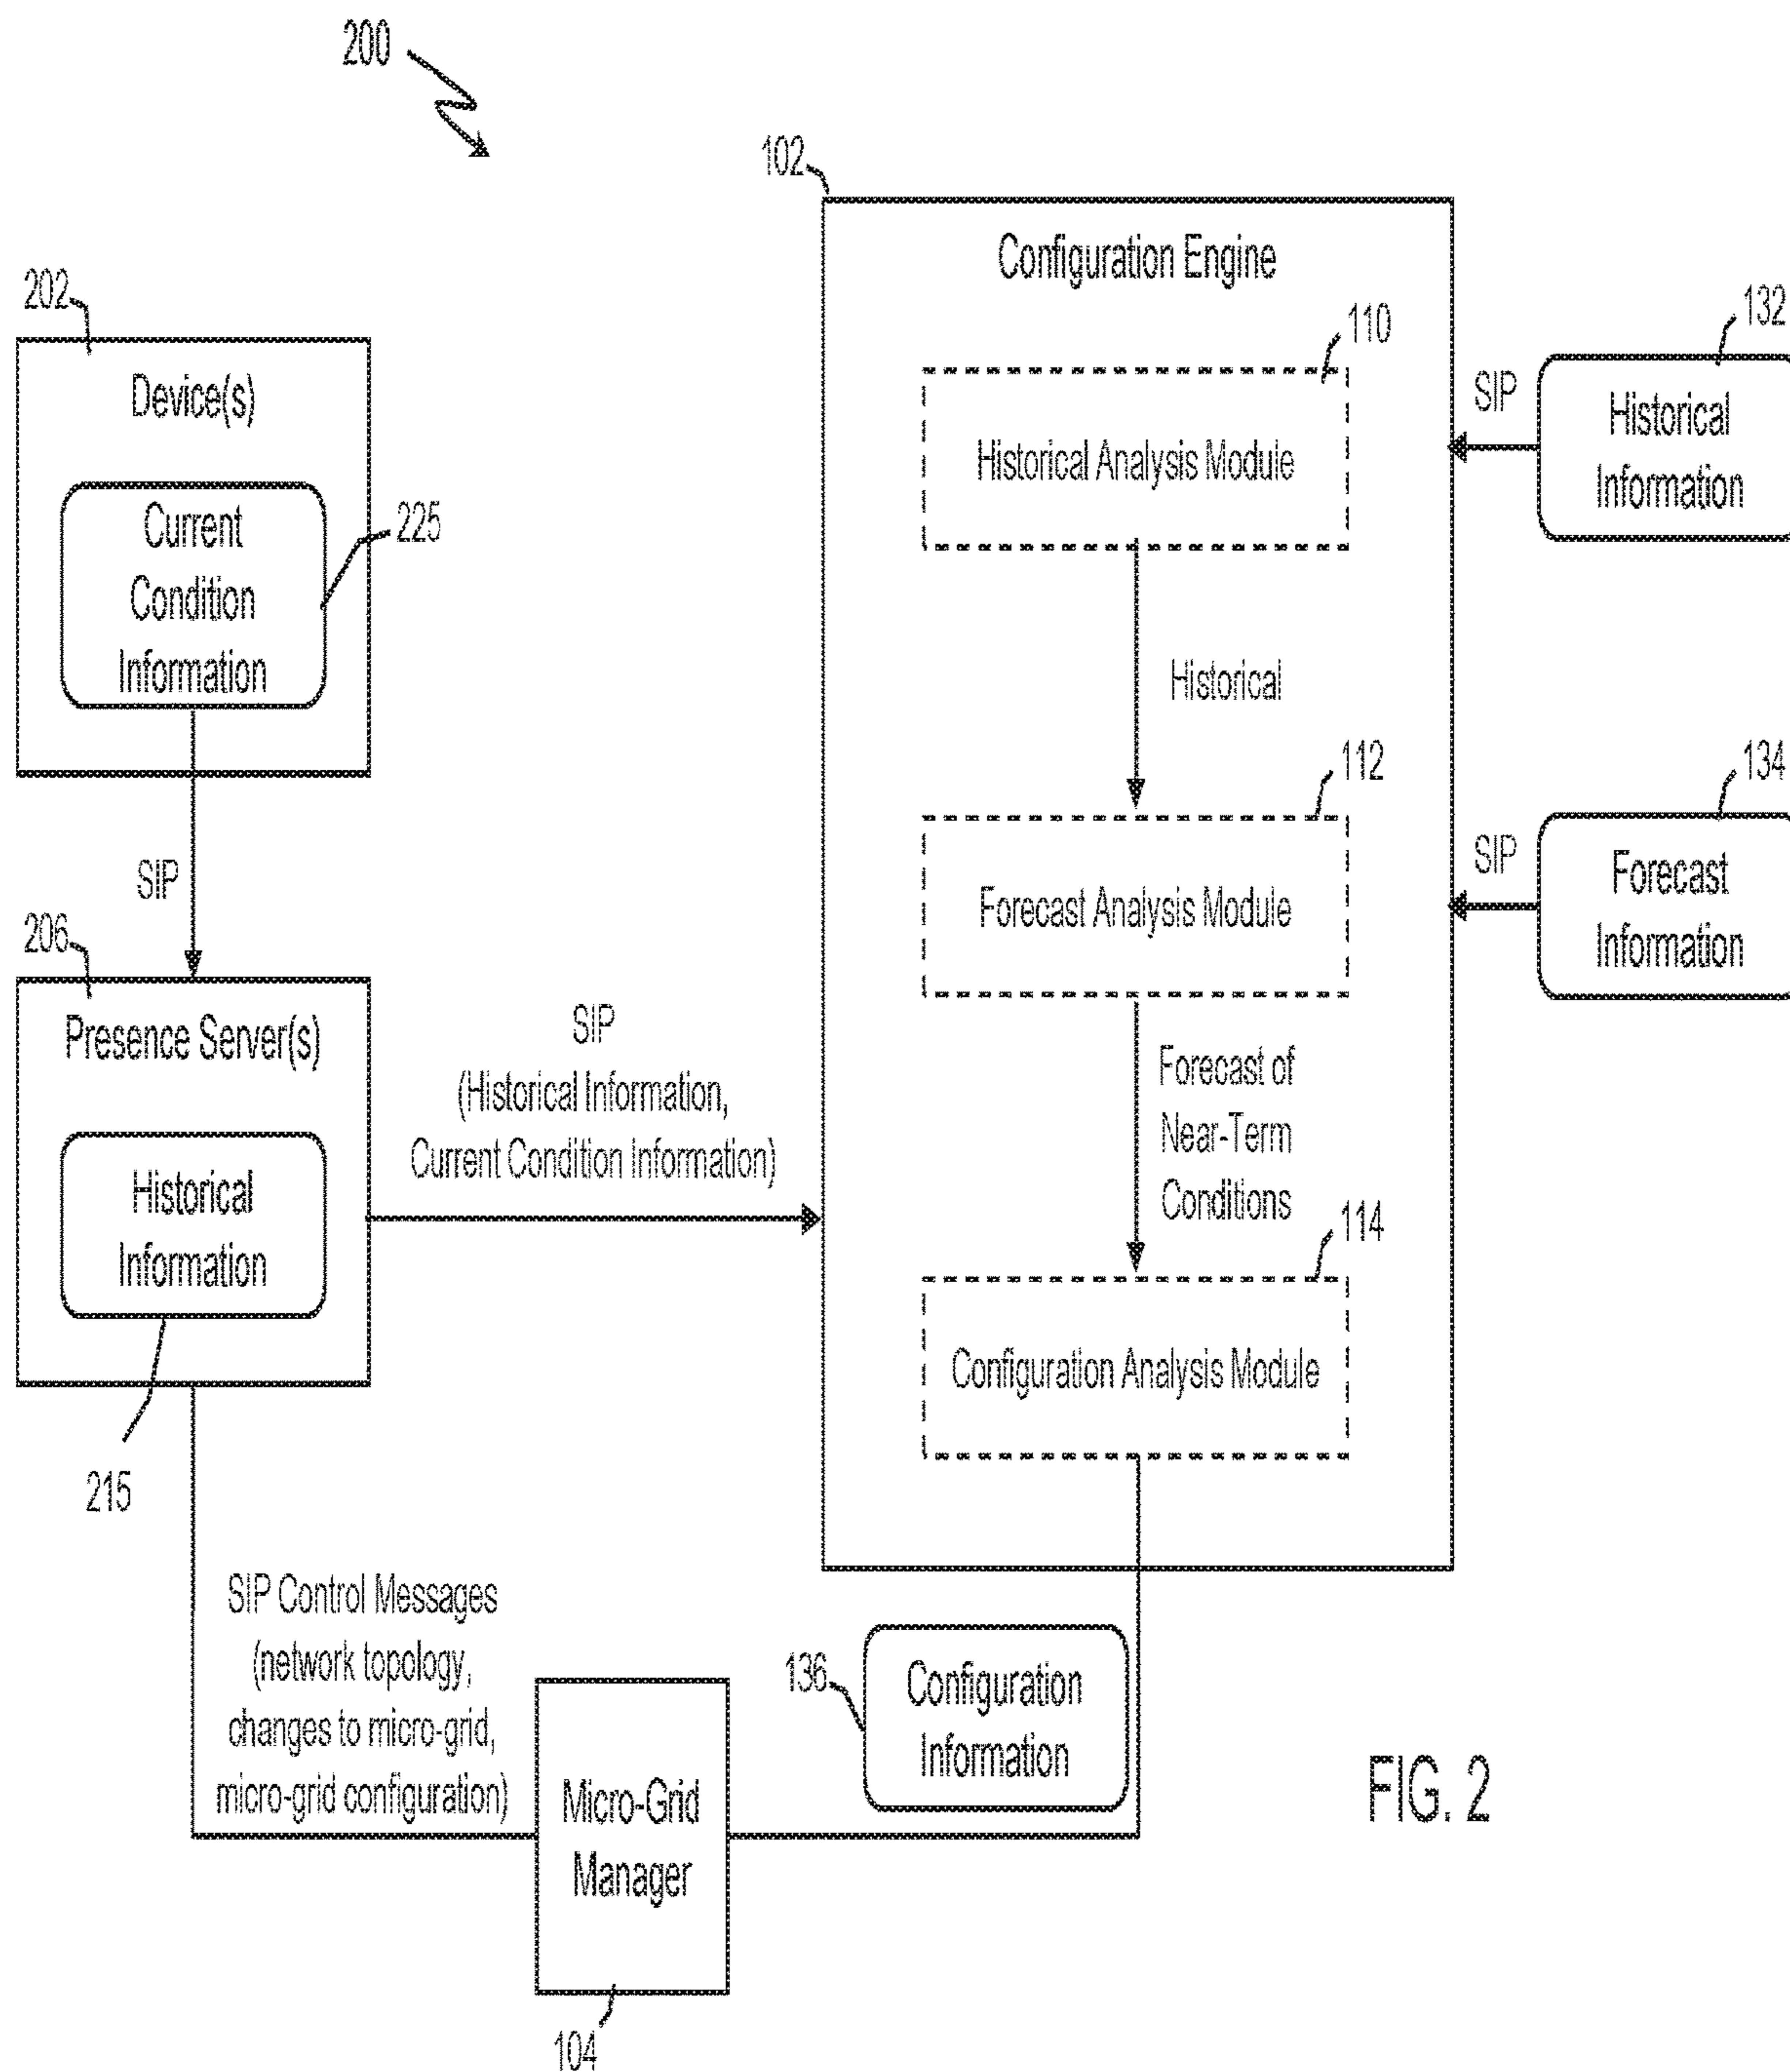 200
102
Configuration Engine
202
Device(s)
110
132
SIP
Historical
Information
Historical Analysis Module
Current
Condition
Information
225
Historical
112
134
SIP
SIP
Forecast
Information
Forecast Analysis Module
206
Presence Server(s)
SIP
(Historical Information,
Current Condition Information)
Forecast of
Near-Term
Conditions
Historical
Information
114
Configuration Analysis Module
215
SIP Control Messages
(network topology,
changes to micro-grid,
micro-grid configuration)
136
Configuration
Information
Micro-Grid
Manager
FIG. 2
104